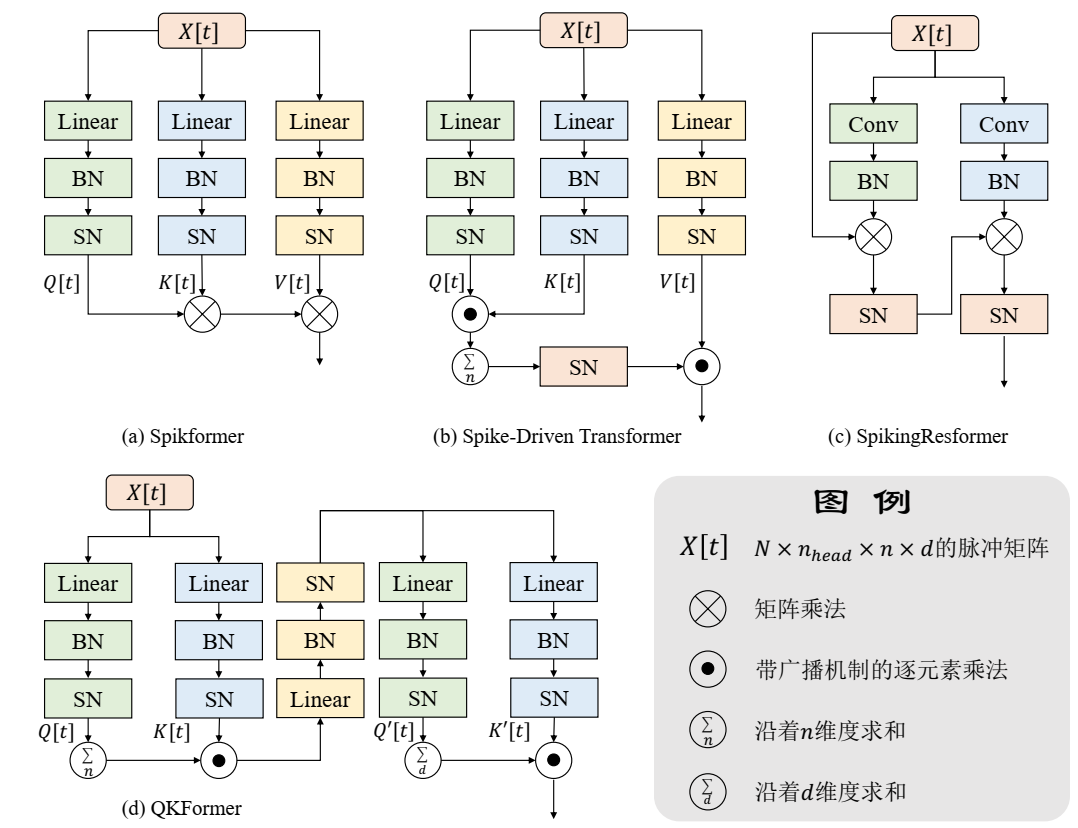 X[t]
Linear
Linear
Linear
BN
BN
BN
SN
SN
SN
Q[t]
K[t]
V[t]
(a) Spikformer
X[t]
Linear
Linear
Linear
BN
BN
BN
SN
SN
SN
Q[t]
K[t]
V[t]
∑n
SN
(b) Spike-Driven Transformer
X[t]
Conv
Conv
BN
BN
SN
SN
(c) SpikingResformer
X[t]
Linear
Linear
SN
Linear
Linear
BN
BN
BN
BN
BN
SN
SN
Linear
SN
SN
Q[t]
K[t]
Q′[t]
K′[t]
∑n
∑d
(d) QKFormer
图 例
X[t] N × n_head × n × d的脉冲矩阵
矩阵乘法
带广播机制的逐元素乘法
∑n 沿着n维度求和
∑d 沿着d维度求和